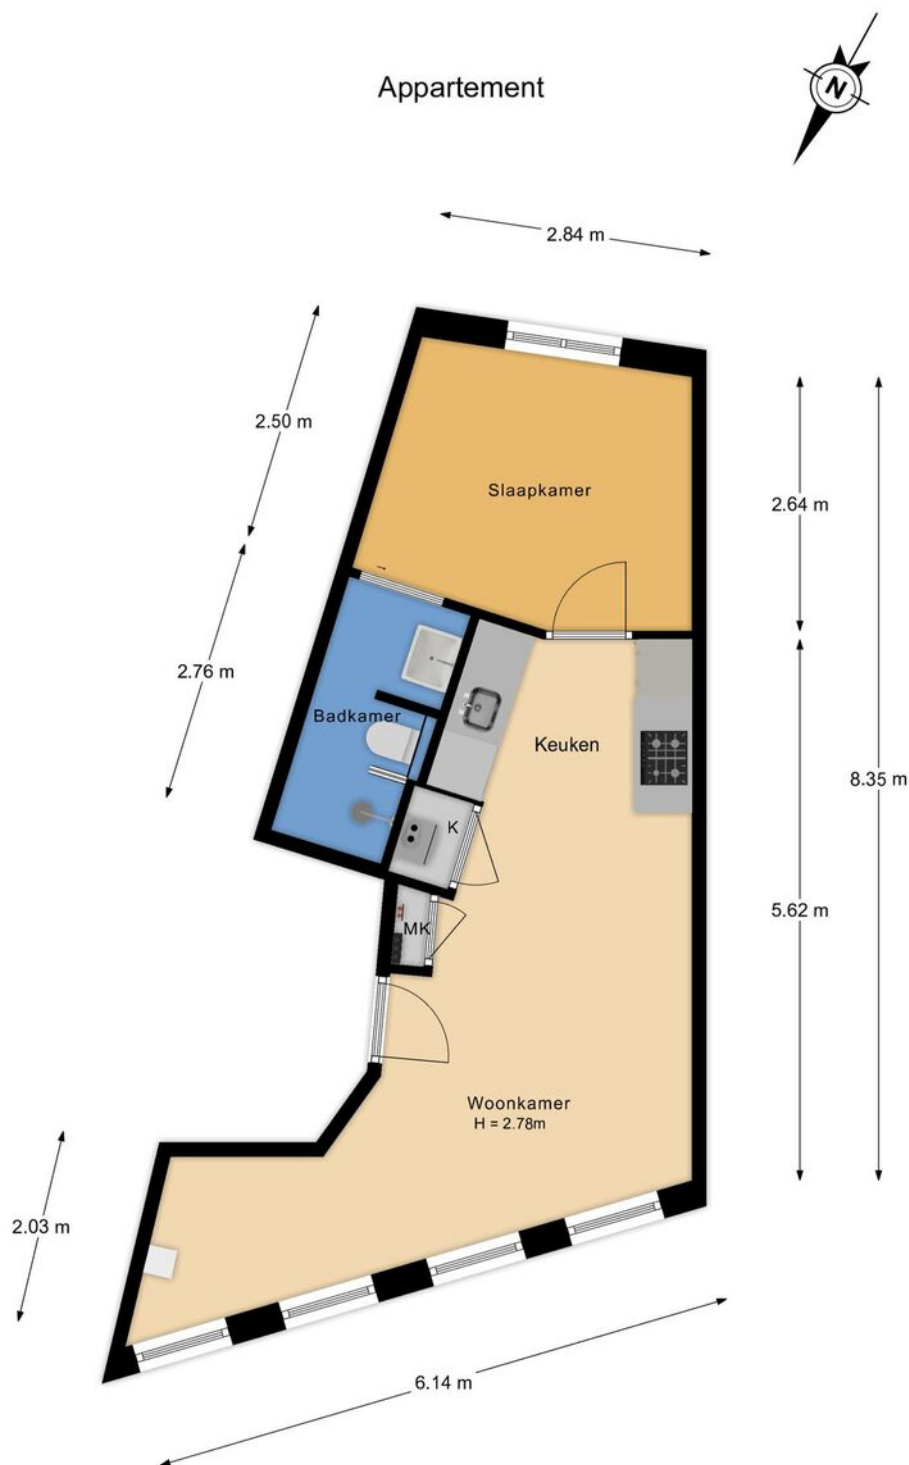 Appartement
N
2.84 m
2.50 m
Slaapkamer
2.64 m
2.76 m
Badkamer
Keuken
8.35 m
K
5.62 m
MK
Woonkamer
H = 2.78m
2.03 m
6.14 m